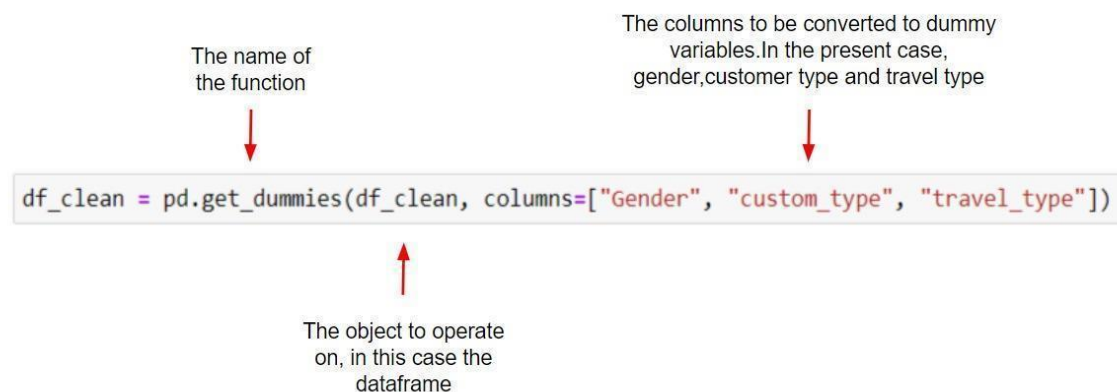 The name of
the function
The columns to be converted to dummy
variables.In the present case,
gender,customer type and travel type
df_clean = pd.get_dummies(df_clean, columns=["Gender", "custom_type", "travel_type"])
The object to operate
on, in this case the
dataframe